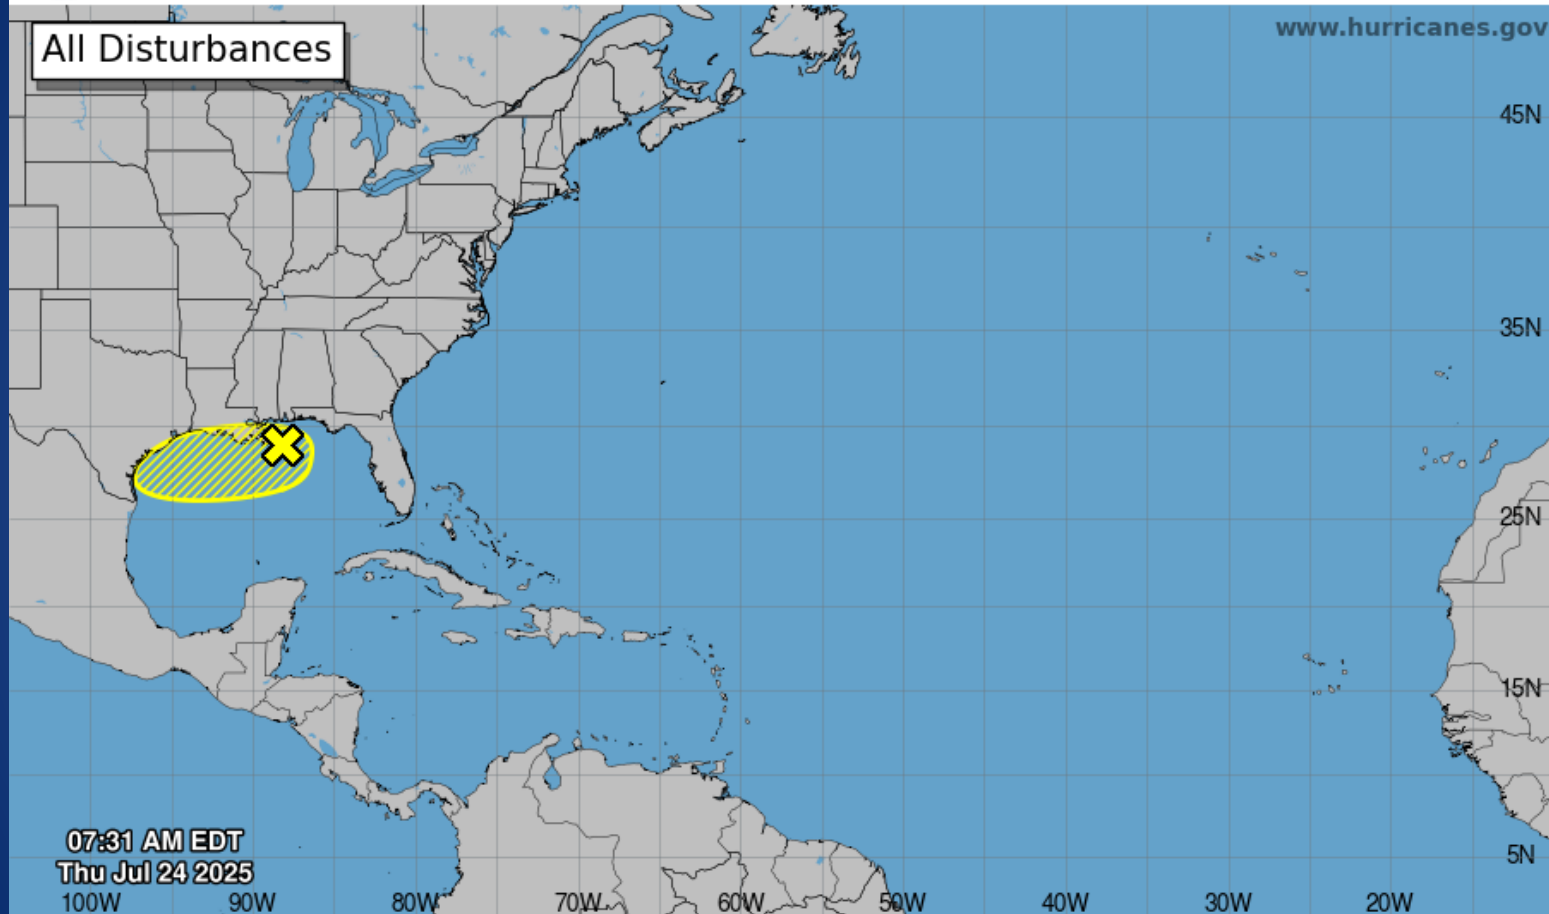 www.hurricanes.gov
All Disturbances
45N
35N
25N
15N
07:31 AM EDT
Thu Jul 24 2025
5N
100W 90W 80W 70W 60W 50W 40W 30W 20W